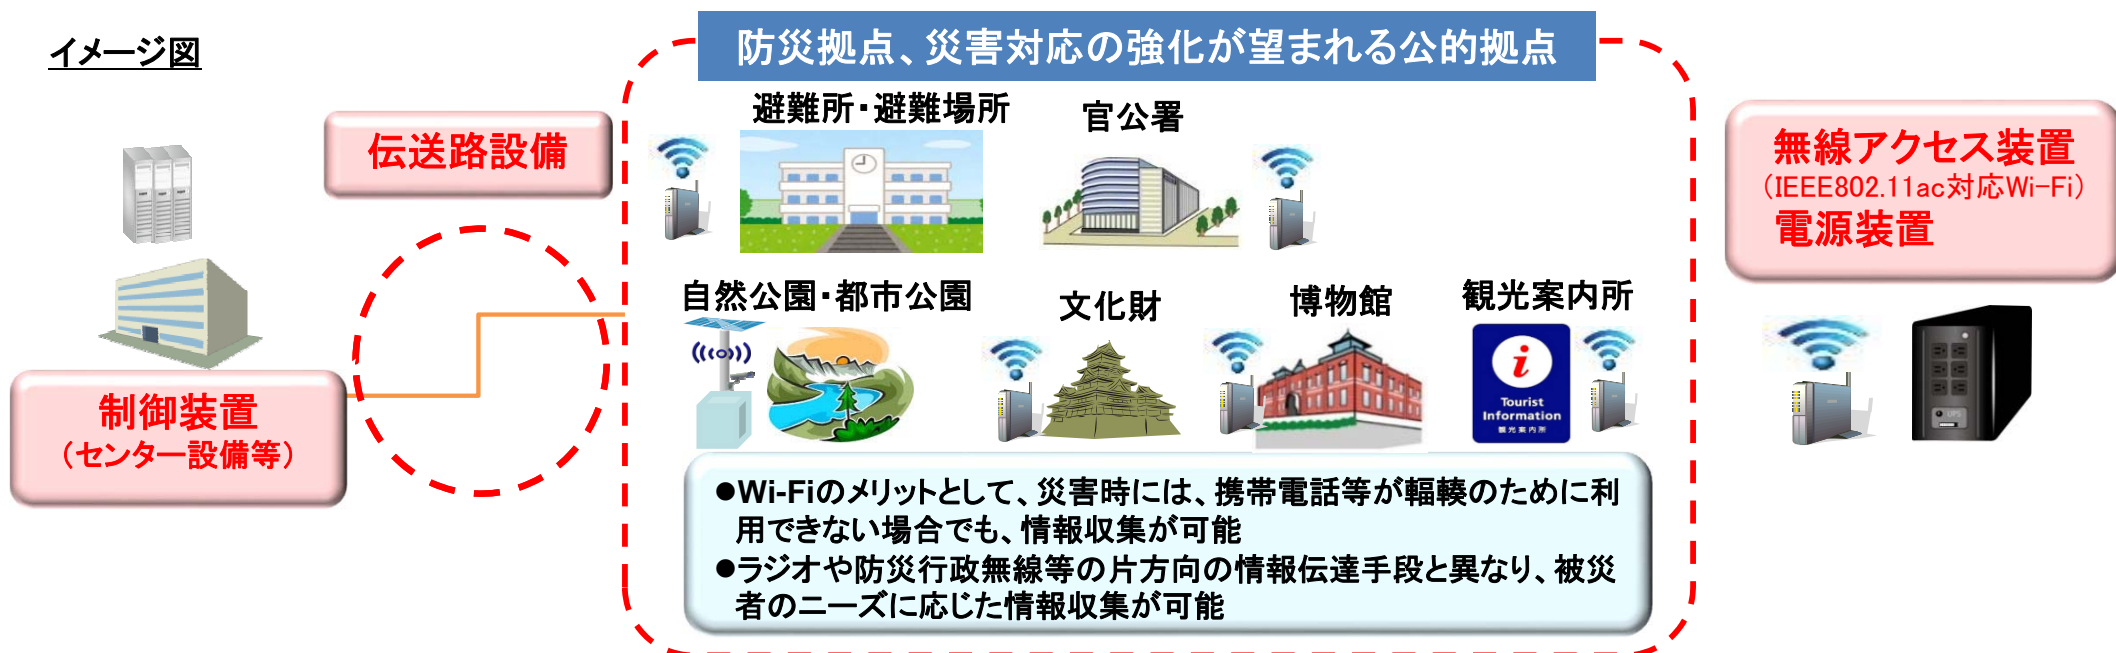 イメージ図
防災拠点、災害対応の強化が望まれる公的拠点
伝送路設備
避難所・避難場所
官公署
無線アクセス装置
（IEEE802.11ac対応Wi-Fi）
電源装置
自然公園・都市公園
文化財
博物館
観光案内所
i
Tourist
Information
観光案内所
制御装置
（センター設備等）
UPS
●Wi-Fiのメリットとして、災害時には、携帯電話等が輻輳のために利
用できない場合でも、情報収集が可能
●ラジオや防災行政無線等の片方向の情報伝達手段と異なり、被災
者のニーズに応じた情報収集が可能